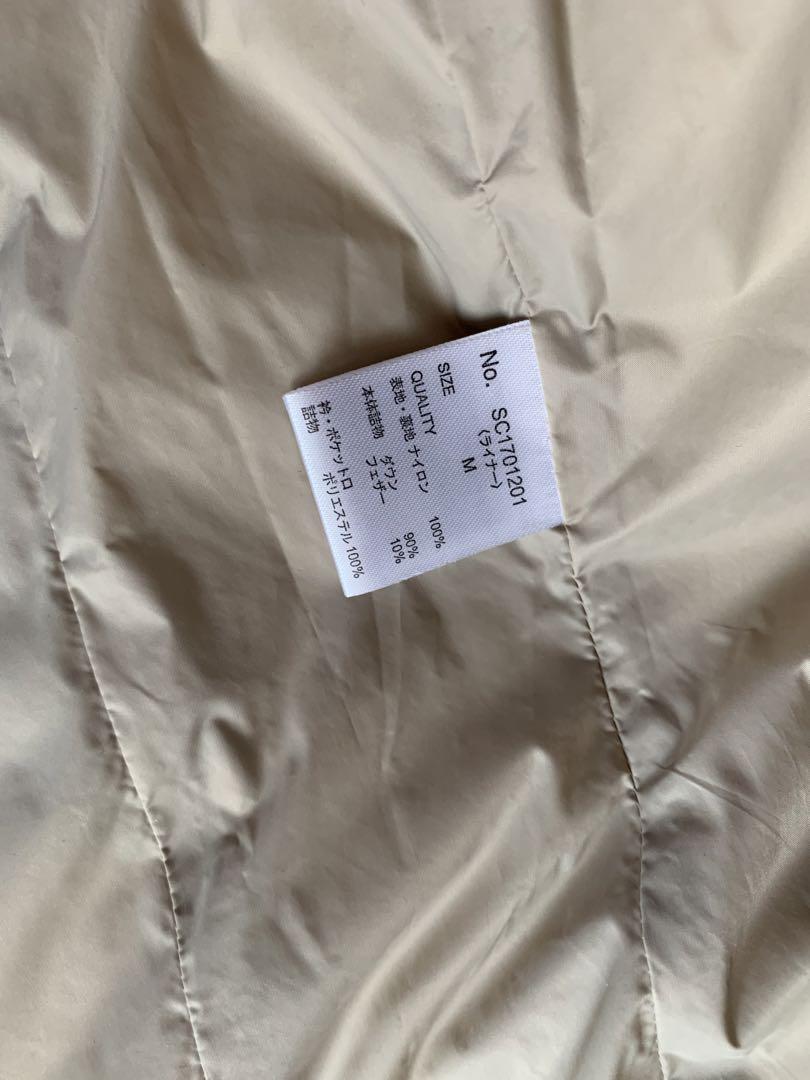 No. SC1701201
(ライナー)
SIZE M
QUALITY
表地・裏地 ナイロン 100%
本体詰物 ダウン 90%
フェザー 10%
衿・ポケット口
詰物 ポリエステル 100%